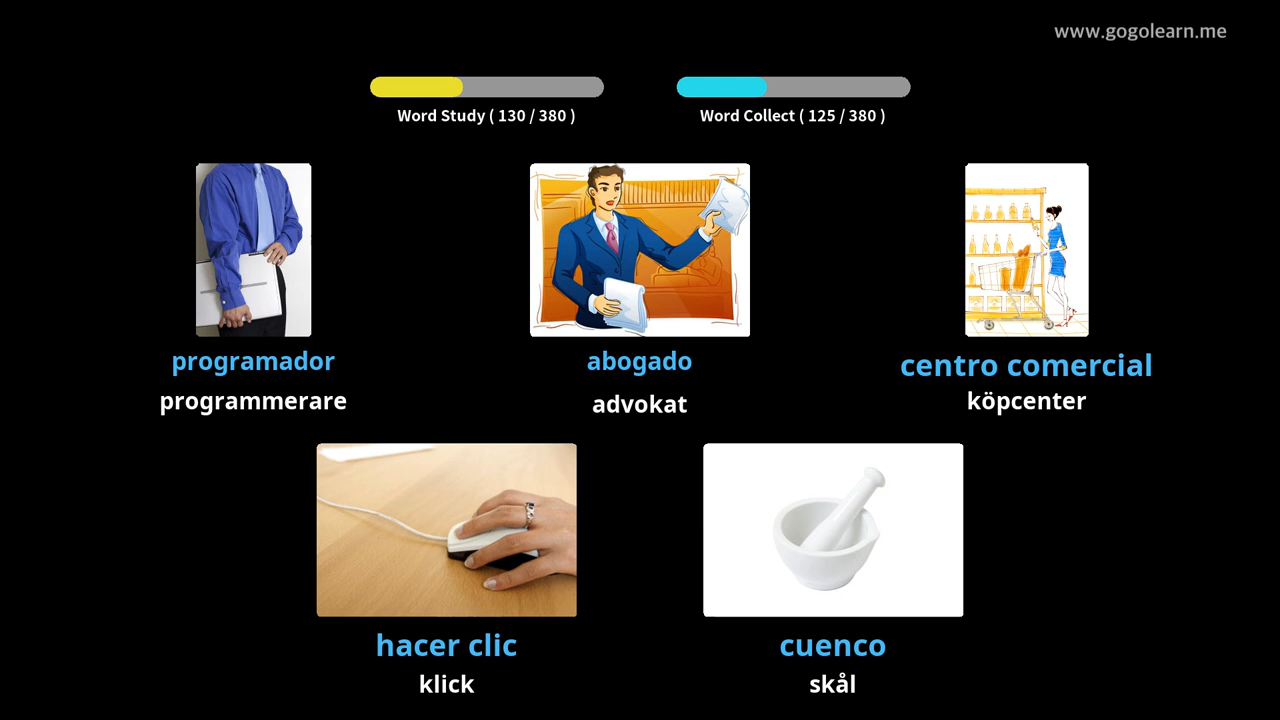 www.gogolearn.me
Word Study ( 130 / 380 )
Word Collect ( 125 / 380 )
programador
programmerare
abogado
advokat
centro comercial
köpcenter
hacer clic
klick
cuenco
skål